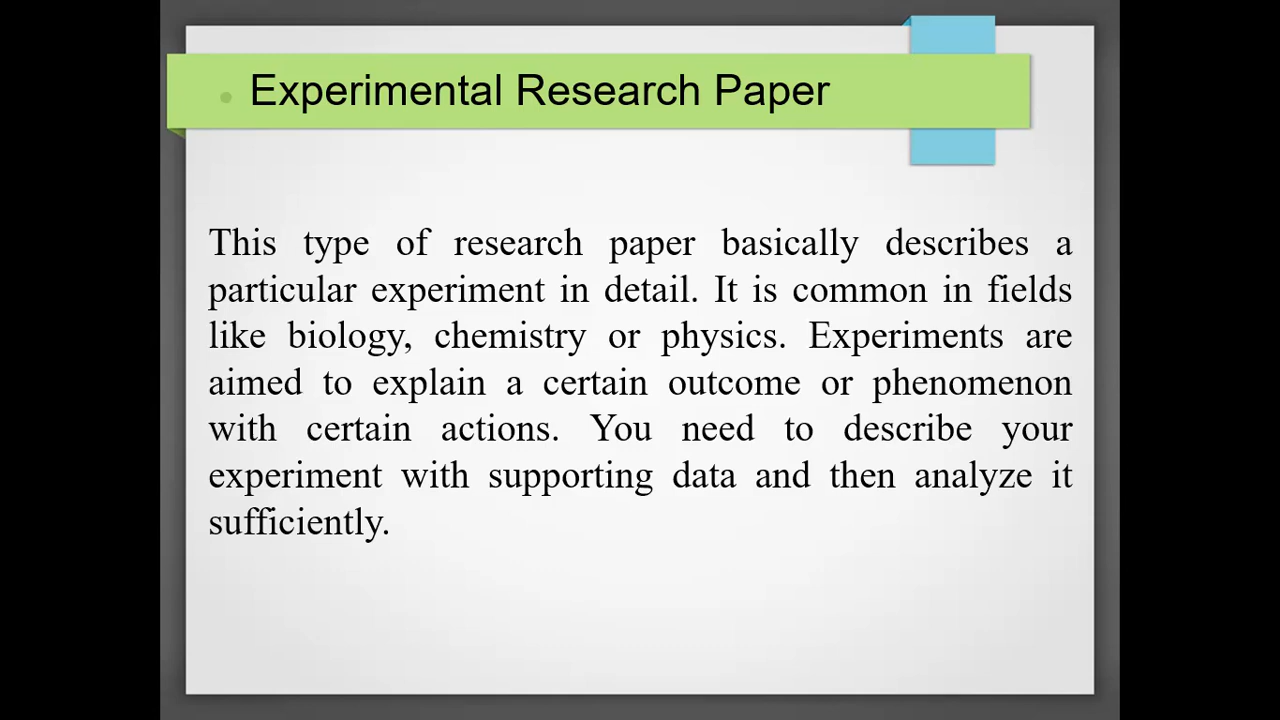 Experimental Research Paper
This type of research paper basically describes a
particular experiment in detail. It is common in fields
like biology, chemistry or physics. Experiments are
aimed to explain a certain outcome or phenomenon
with certain actions. You need to describe your
experiment with supporting data and then analyze it
sufficiently.